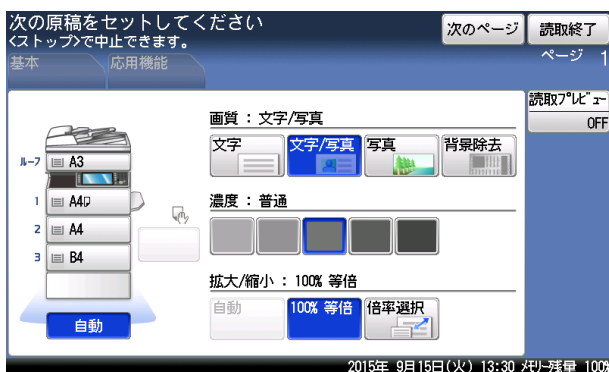 次の原稿をセットしてください
<ストップ>で中止できます。
次のページ
読取終了
ページ 1
基本
応用機能
読取プレビュー
OFF
画質 : 文字/写真
文字
文字/写真
写真
背景除去
ルーフ A3
1 A4
2 A4
3 B4
自動
濃度 : 普通
拡大/縮小 : 100% 等倍
自動
100% 等倍
倍率選択
2015年 9月15日(火) 13:30 メモリー残量 100%